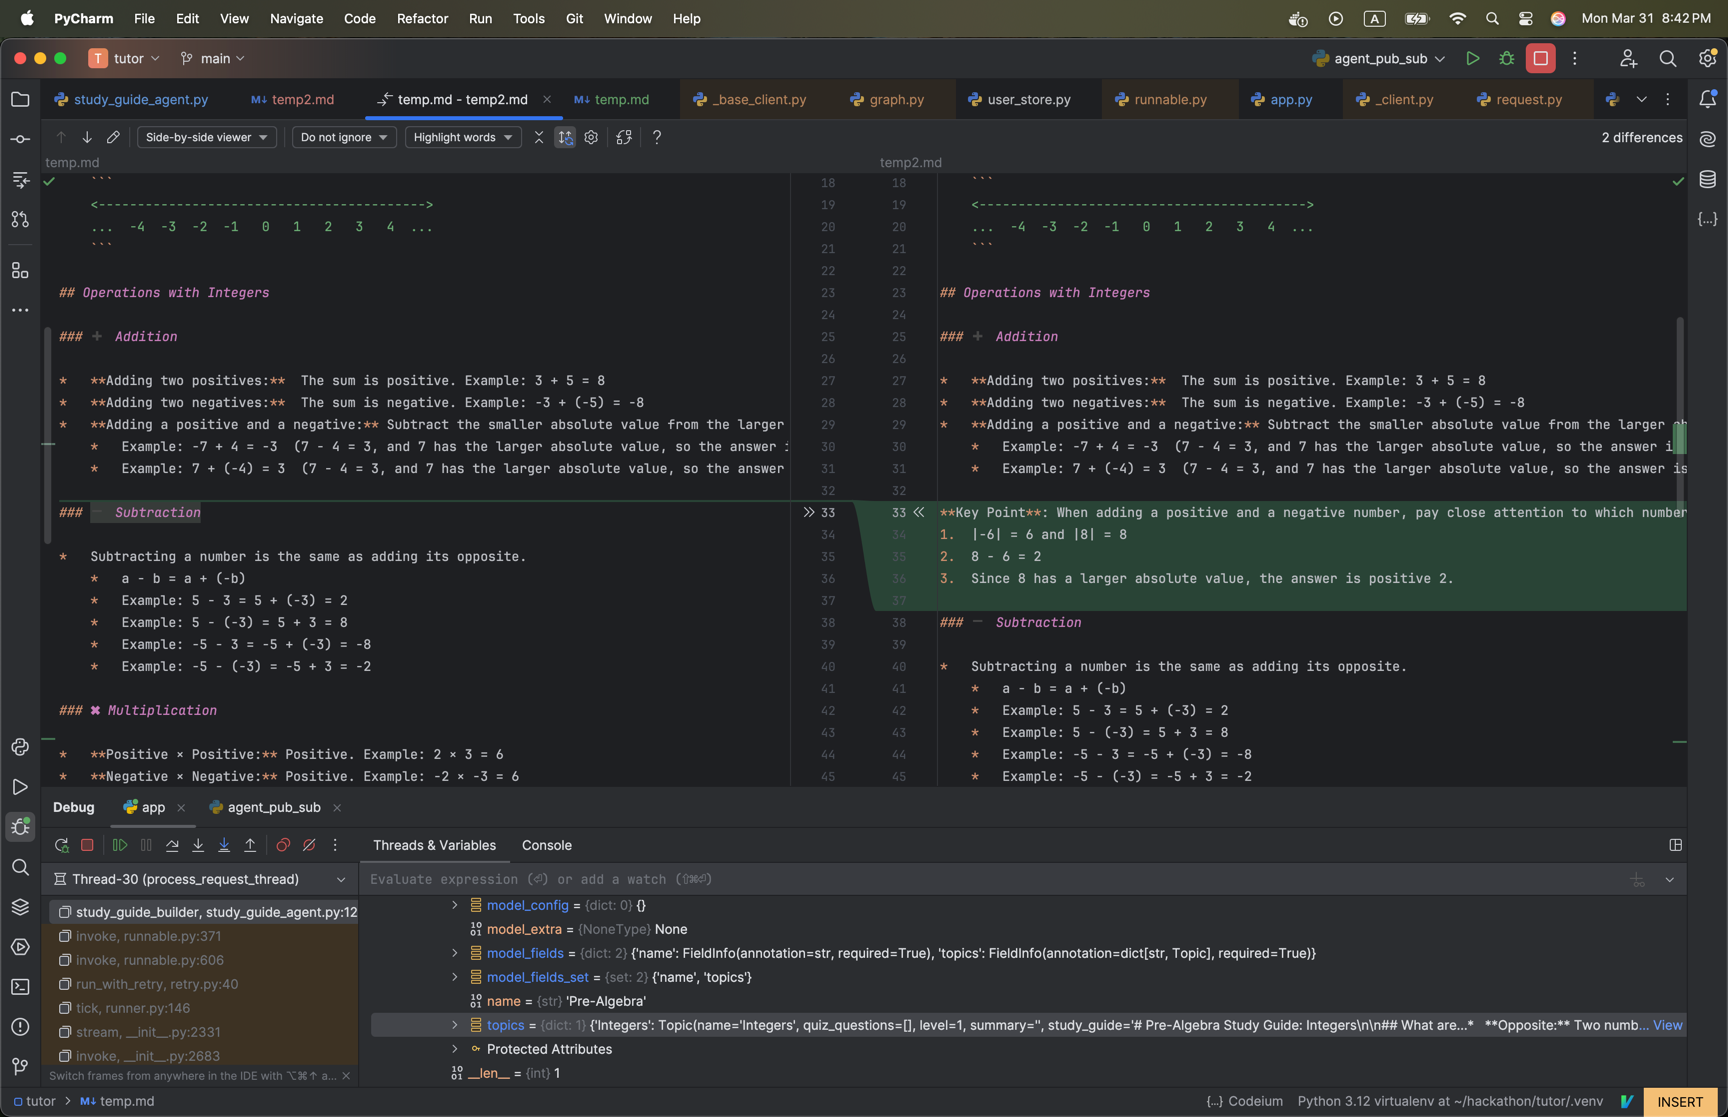 PyCharm File Edit View Navigate Code Refactor Run Tools Git Window Help A Mon Mar 31 8:42 PM
T tutor main agent_pub_sub
study_guide_agent.py M↓ temp2.md temp.md - temp2.md M↓ temp.md _base_client.py graph.py user_store.py runnable.py app.py _client.py request.py
Side-by-side viewer Do not ignore Highlight words ? 2 differences
temp.md temp2.md
```
<------------------------------------------>
... -4 -3 -2 -1 0 1 2 3 4 ...
```
## Operations with Integers
### + Addition
* **Adding two positives:** The sum is positive. Example: 3 + 5 = 8
* **Adding two negatives:** The sum is negative. Example: -3 + (-5) = -8
* **Adding a positive and a negative:** Subtract the smaller absolute value from the larger
* Example: -7 + 4 = -3 (7 - 4 = 3, and 7 has the larger absolute value, so the answer i
* Example: 7 + (-4) = 3 (7 - 4 = 3, and 7 has the larger absolute value, so the answer
### − Subtraction
* Subtracting a number is the same as adding its opposite.
* a - b = a + (-b)
* Example: 5 - 3 = 5 + (-3) = 2
* Example: 5 - (-3) = 5 + 3 = 8
* Example: -5 - 3 = -5 + (-3) = -8
* Example: -5 - (-3) = -5 + 3 = -2
### ✖ Multiplication
* **Positive × Positive:** Positive. Example: 2 × 3 = 6
* **Negative × Negative:** Positive. Example: -2 × -3 = 6
18 18
19 19
20 20
21 21
22 22
23 23
24 24
25 25
26 26
27 27
28 28
29 29
30 30
31 31
32 32
33 33
34 34
35 35
36 36
37 37
38 38
39 39
40 40
41 41
42 42
43 43
44 44
45 45
```
<------------------------------------------>
... -4 -3 -2 -1 0 1 2 3 4 ...
```
## Operations with Integers
### + Addition
* **Adding two positives:** The sum is positive. Example: 3 + 5 = 8
* **Adding two negatives:** The sum is negative. Example: -3 + (-5) = -8
* **Adding a positive and a negative:** Subtract the smaller absolute value from the larger
* Example: -7 + 4 = -3 (7 - 4 = 3, and 7 has the larger absolute value, so the answer i
* Example: 7 + (-4) = 3 (7 - 4 = 3, and 7 has the larger absolute value, so the answer is
**Key Point**: When adding a positive and a negative number, pay close attention to which number
1. |-6| = 6 and |8| = 8
2. 8 - 6 = 2
3. Since 8 has a larger absolute value, the answer is positive 2.
### − Subtraction
* Subtracting a number is the same as adding its opposite.
* a - b = a + (-b)
* Example: 5 - 3 = 5 + (-3) = 2
* Example: 5 - (-3) = 5 + 3 = 8
* Example: -5 - 3 = -5 + (-3) = -8
* Example: -5 - (-3) = -5 + 3 = -2
Debug app agent_pub_sub
Threads & Variables Console
Thread-30 (process_request_thread)
study_guide_builder, study_guide_agent.py:12
invoke, runnable.py:371
invoke, runnable.py:606
run_with_retry, retry.py:40
tick, runner.py:146
stream, __init__.py:2331
invoke, __init__.py:2683
Switch frames from anywhere in the IDE with ⌥⌘↑ a...
Evaluate expression (⏎) or add a watch (⇧⌘⏎)
model_config = {dict: 0} {}
model_extra = {NoneType} None
model_fields = {dict: 2} {'name': FieldInfo(annotation=str, required=True), 'topics': FieldInfo(annotation=dict[str, Topic], required=True)}
model_fields_set = {set: 2} {'name', 'topics'}
name = {str} 'Pre-Algebra'
topics = {dict: 1} {'Integers': Topic(name='Integers', quiz_questions=[], level=1, summary='', study_guide='# Pre-Algebra Study Guide: Integers\n\n## What are...* **Opposite:** Two numb... View
Protected Attributes
__len__ = {int} 1
tutor > M↓ temp.md {...} Codeium Python 3.12 virtualenv at ~/hackathon/tutor/.venv INSERT